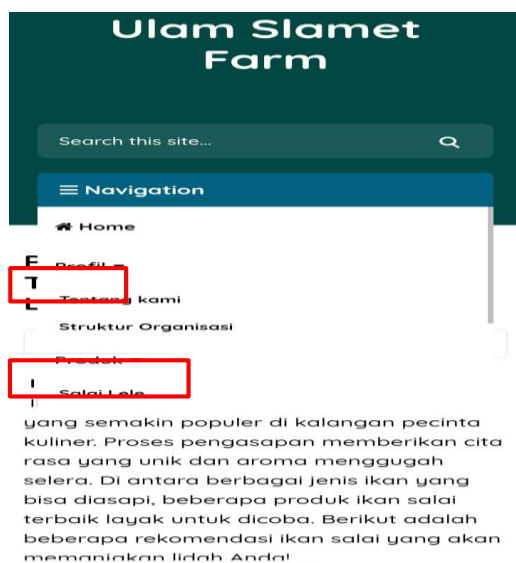 Ulam Slamet
Farm
Search this site...
Navigation
Home
Profil
Tentang kami
Struktur Organisasi
Produk
Salai Lele
yang semakin populer di kalangan pecinta
kuliner. Proses pengasapan memberikan cita
rasa yang unik dan aroma menggugah
selera. Di antara berbagai jenis ikan yang
bisa diasapi, beberapa produk ikan salai
terbaik layak untuk dicoba. Berikut adalah
beberapa rekomendasi ikan salai yang akan
memanjakan lidah Anda!